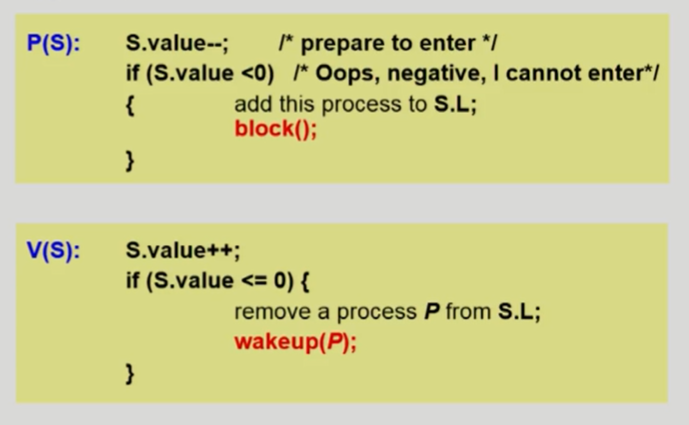 P(S): S.value--; /* prepare to enter */
if (S.value <0) /* Oops, negative, I cannot enter*/
{ add this process to S.L;
block();
}
V(S): S.value++;
if (S.value <= 0) {
remove a process P from S.L;
wakeup(P);
}